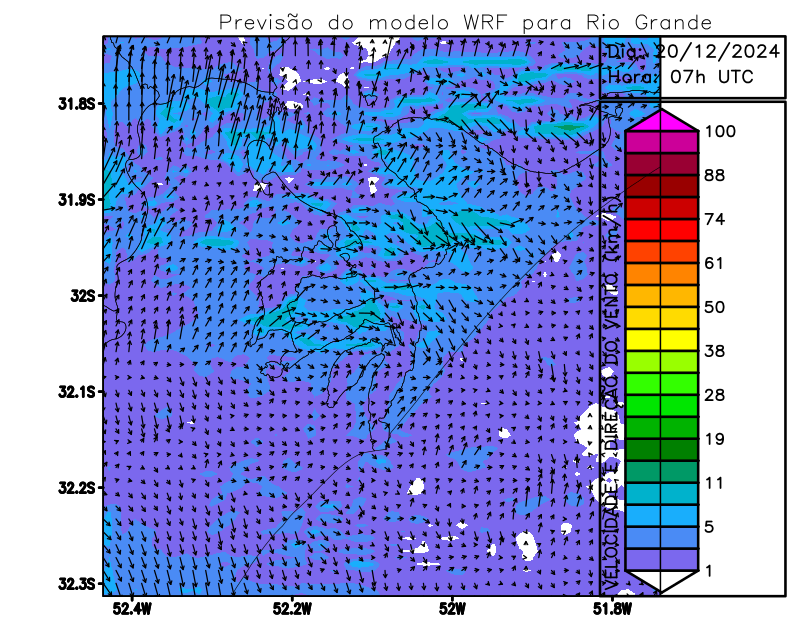 Previsão do modelo WRF para Rio Grande
Dia: 20/12/2024
Hora: 07h UTC
31.8S
31.9S
32S
32.1S
32.2S
32.3S
52.4W
52.2W
52W
51.8W
VELOCIDADE E DIREÇÃO DO VENTO (km/h)
100
88
74
61
50
38
28
19
11
5
1